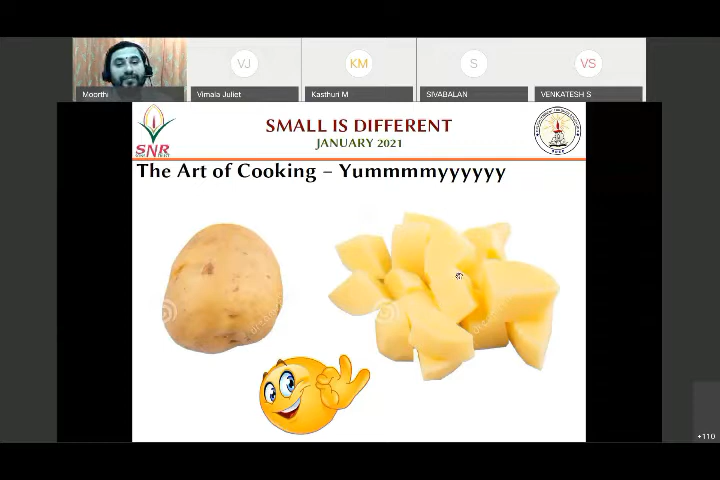 VJ
KM
S
VS
Moorthi
Vimala Juliet
Kasthuri M
SIVABALAN
VENKATESH S
SNR
SMALL IS DIFFERENT
JANUARY 2021
The Art of Cooking – Yummmmyyyyyy
+110